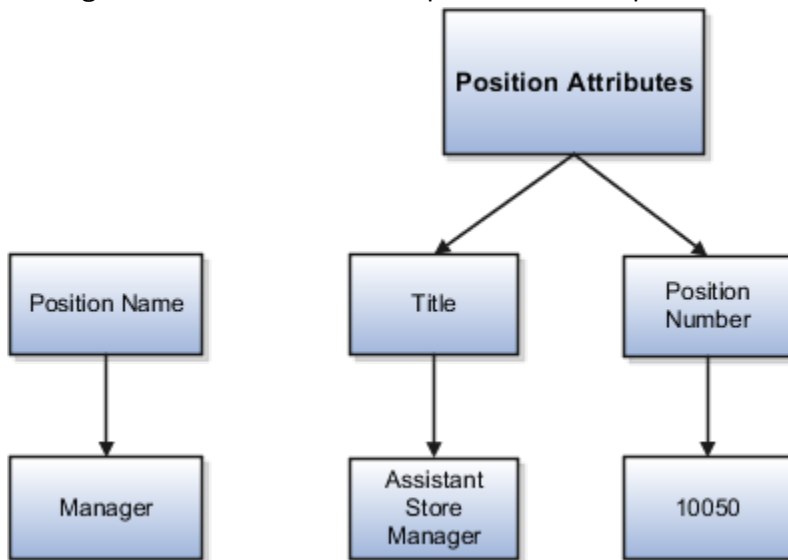 Position Attributes
Position Name
Title
Position
Number
Manager
Assistant
Store
Manager
10050